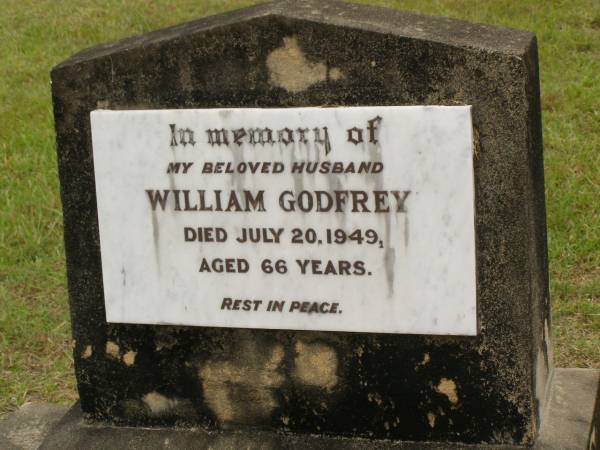 In memory of
MY BELOVED HUSBAND
WILLIAM GODFREY
DIED JULY 20, 1949,
AGED 66 YEARS.
REST IN PEACE.